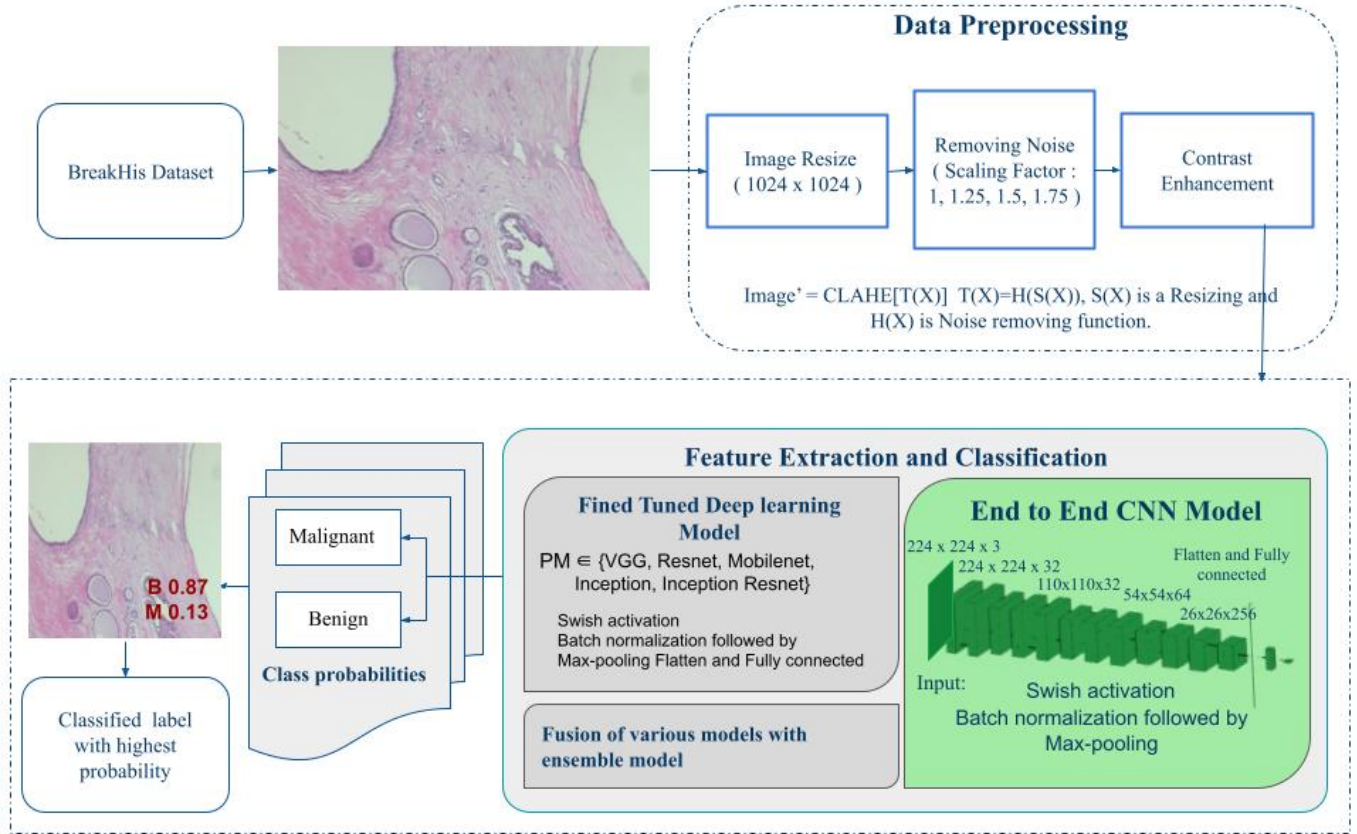 Data Preprocessing
BreakHis Dataset
Image Resize
( 1024 x 1024 )
Removing Noise
( Scaling Factor :
1, 1.25, 1.5, 1.75 )
Contrast
Enhancement
Image' = CLAHE[T(X)]  T(X)=H(S(X)), S(X) is a Resizing and
H(X) is Noise removing function.
Feature Extraction and Classification
Fined Tuned Deep learning
Model
PM ∈ {VGG, Resnet, Mobilenet,
Inception, Inception Resnet}
Swish activation
Batch normalization followed by
Max-pooling Flatten and Fully connected
Fusion of various models with
ensemble model
End to End CNN Model
224 x 224 x 3
224 x 224 x 32
110x110x32
54x54x64
26x26x256
Flatten and Fully
connected
Input:
Swish activation
Batch normalization followed by
Max-pooling
Malignant
Benign
Class probabilities
B 0.87
M 0.13
Classified label
with highest
probability